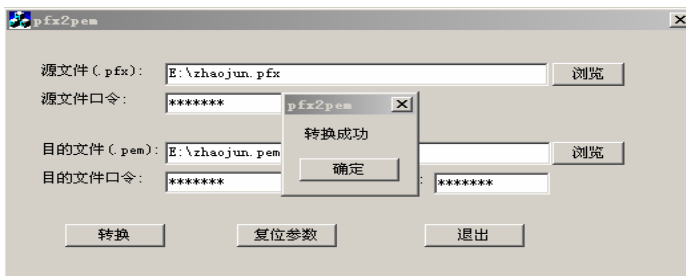 pfx2pem
源文件(.pfx): E:\zhaojun.pfx 浏览
源文件口令: *******
pfx2pem
转换成功
确定
目的文件(.pem): E:\zhaojun.pem 浏览
目的文件口令: ******* : *******
转换 复位参数 退出